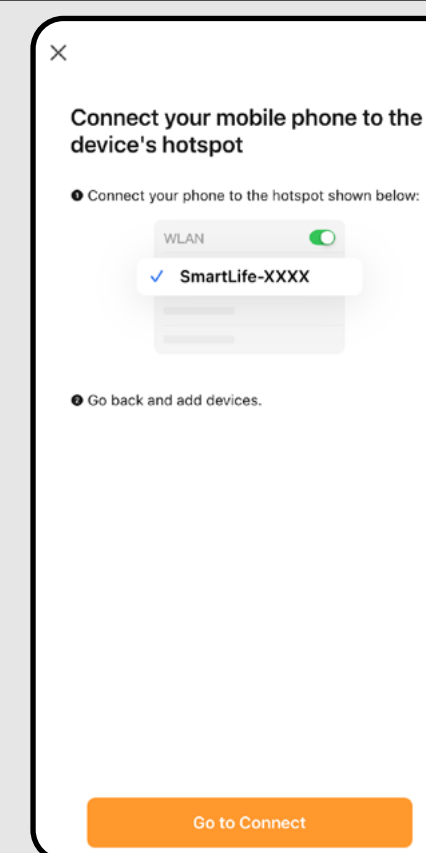 Connect your mobile phone to the
device's hotspot
❶ Connect your phone to the hotspot shown below:
WLAN
SmartLife-XXXX
❷ Go back and add devices.
Go to Connect